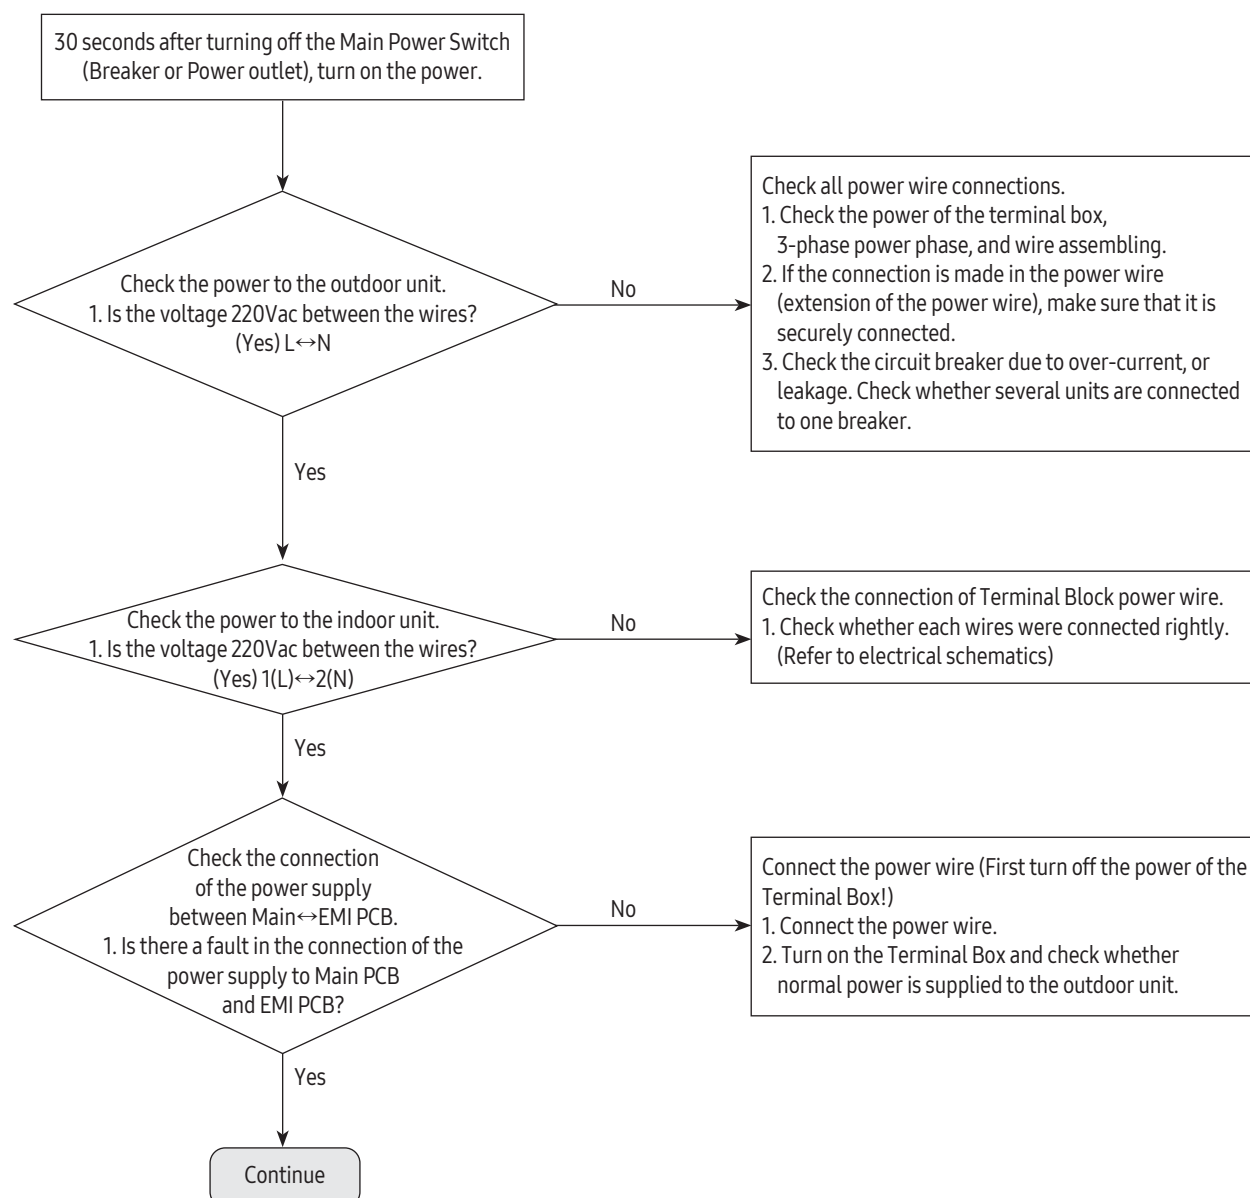 30 seconds after turning off the Main Power Switch
(Breaker or Power outlet), turn on the power.
Check the power to the outdoor unit.
1. Is the voltage 220Vac between the wires?
(Yes) L↔N
No
Check all power wire connections.
1. Check the power of the terminal box,
3-phase power phase, and wire assembling.
2. If the connection is made in the power wire
(extension of the power wire), make sure that it is
securely connected.
3. Check the circuit breaker due to over-current, or
leakage. Check whether several units are connected
to one breaker.
Yes
Check the power to the indoor unit.
1. Is the voltage 220Vac between the wires?
(Yes) 1(L)↔2(N)
No
Check the connection of Terminal Block power wire.
1. Check whether each wires were connected rightly.
(Refer to electrical schematics)
Yes
Check the connection
of the power supply
between Main↔EMI PCB.
1. Is there a fault in the connection of the
power supply to Main PCB
and EMI PCB?
No
Connect the power wire (First turn off the power of the
Terminal Box!)
1. Connect the power wire.
2. Turn on the Terminal Box and check whether
normal power is supplied to the outdoor unit.
Yes
Continue